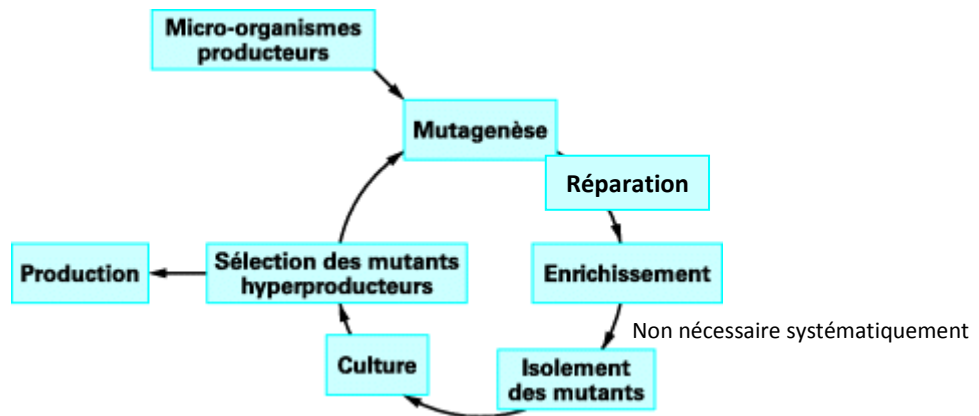 Micro-organismes
producteurs
Mutagenèse
Réparation
Production
Sélection des mutants
hyperproducteurs
Enrichissement
Non nécessaire systématiquement
Culture
Isolement
des mutants